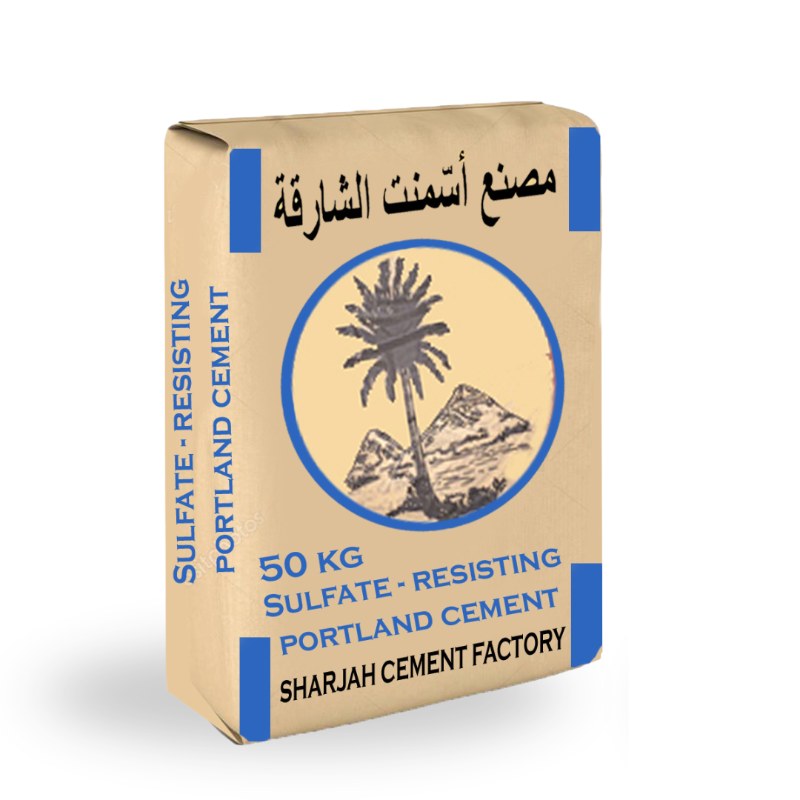 مصنع أسّمنت الشارقة
50 KG
SULFATE - RESISTING
PORTLAND CEMENT
SHARJAH CEMENT FACTORY
SULFATE - RESISTING
PORTLAND CEMENT